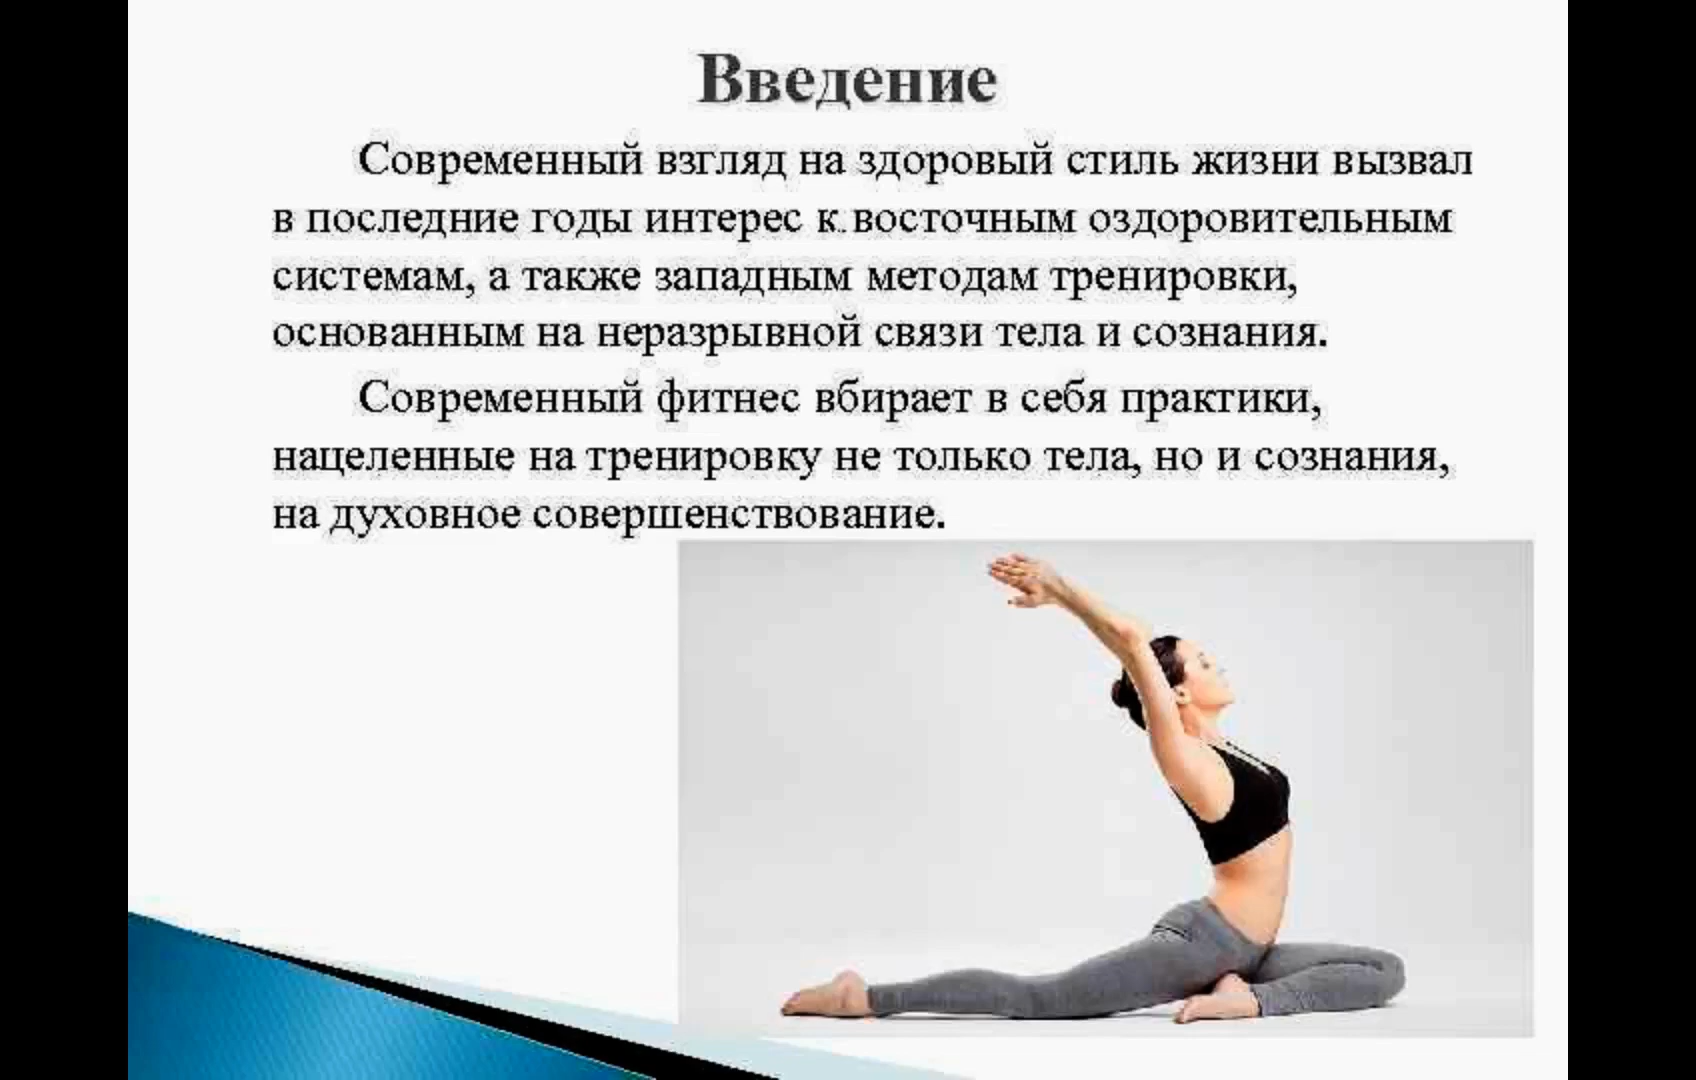 Введение
Современный взгляд на здоровый стиль жизни вызвал
в последние годы интерес к восточным оздоровительным
системам, а также западным методам тренировки,
основанным на неразрывной связи тела и сознания.
Современный фитнес вбирает в себя практики,
нацеленные на тренировку не только тела, но и сознания,
на духовное совершенствование.